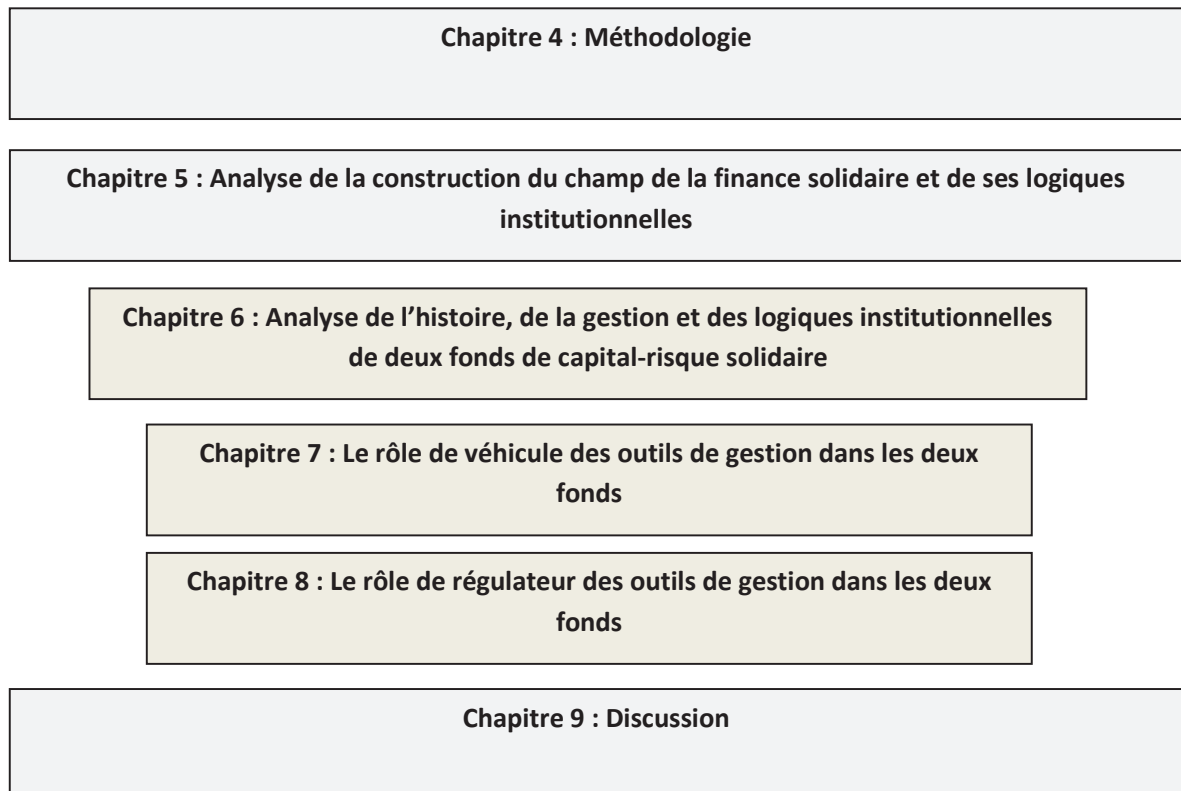 Chapitre 4 : Méthodologie
Chapitre 5 : Analyse de la construction du champ de la finance solidaire et de ses logiques
institutionnelles
Chapitre 6 : Analyse de l’histoire, de la gestion et des logiques institutionnelles
de deux fonds de capital-risque solidaire
Chapitre 7 : Le rôle de véhicule des outils de gestion dans les deux
fonds
Chapitre 8 : Le rôle de régulateur des outils de gestion dans les deux
fonds
Chapitre 9 : Discussion